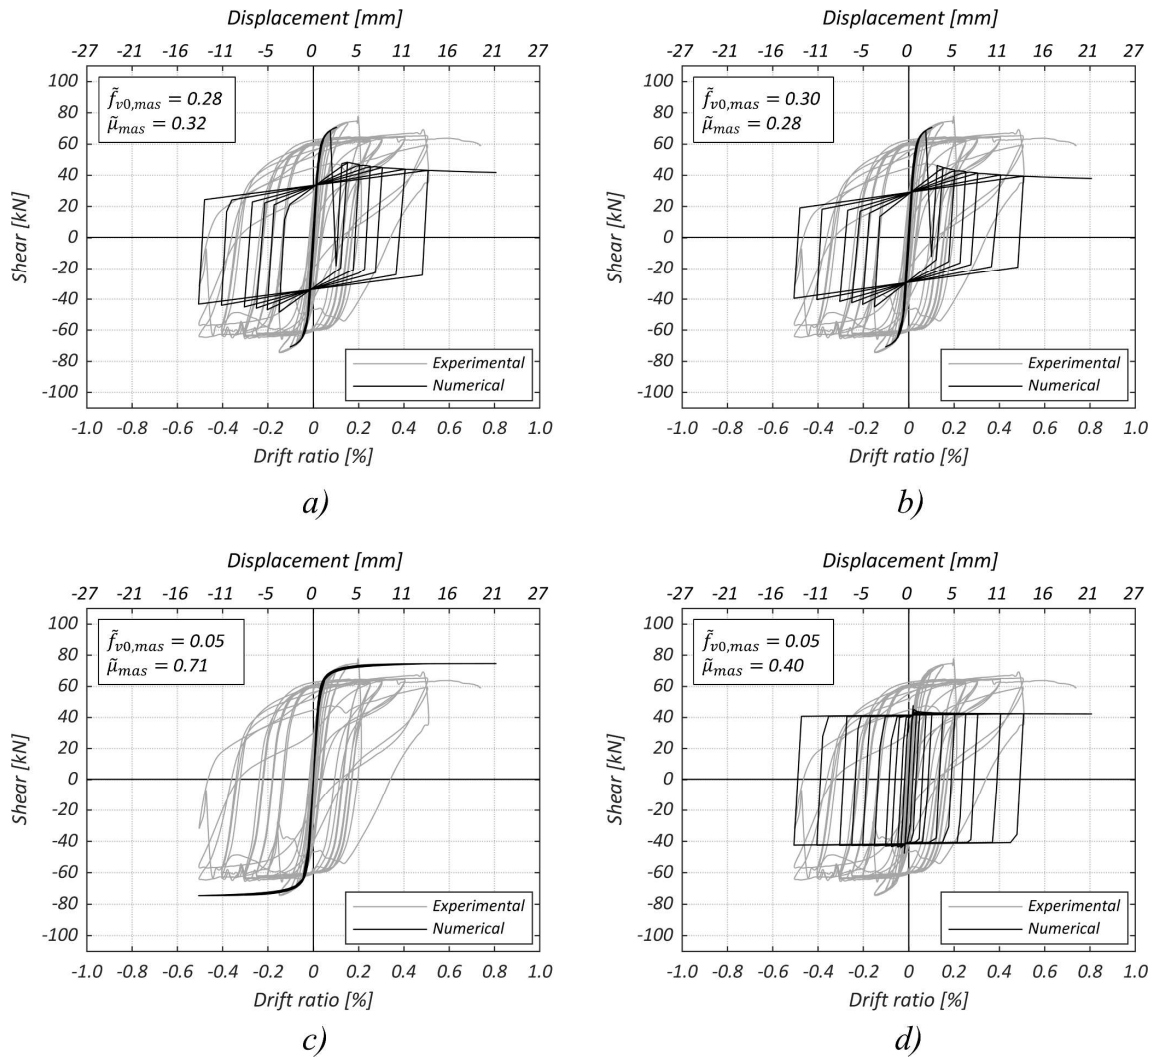 Displacement [mm]
-27 -21 -16 -11 -5 0 5 11 16 21 27
100
80
60
40
20
0
-20
-40
-60
-80
-100
Shear [kN]
f̃v0,mas = 0.28
μ̃mas = 0.32
Experimental
Numerical
-1.0 -0.8 -0.6 -0.4 -0.2 0 0.2 0.4 0.6 0.8 1.0
Drift ratio [%]
a)
Displacement [mm]
-27 -21 -16 -11 -5 0 5 11 16 21 27
100
80
60
40
20
0
-20
-40
-60
-80
-100
Shear [kN]
f̃v0,mas = 0.30
μ̃mas = 0.28
Experimental
Numerical
-1.0 -0.8 -0.6 -0.4 -0.2 0 0.2 0.4 0.6 0.8 1.0
Drift ratio [%]
b)
Displacement [mm]
-27 -21 -16 -11 -5 0 5 11 16 21 27
100
80
60
40
20
0
-20
-40
-60
-80
-100
Shear [kN]
f̃v0,mas = 0.05
μ̃mas = 0.71
Experimental
Numerical
-1.0 -0.8 -0.6 -0.4 -0.2 0 0.2 0.4 0.6 0.8 1.0
Drift ratio [%]
c)
Displacement [mm]
-27 -21 -16 -11 -5 0 5 11 16 21 27
100
80
60
40
20
0
-20
-40
-60
-80
-100
Shear [kN]
f̃v0,mas = 0.05
μ̃mas = 0.40
Experimental
Numerical
-1.0 -0.8 -0.6 -0.4 -0.2 0 0.2 0.4 0.6 0.8 1.0
Drift ratio [%]
d)